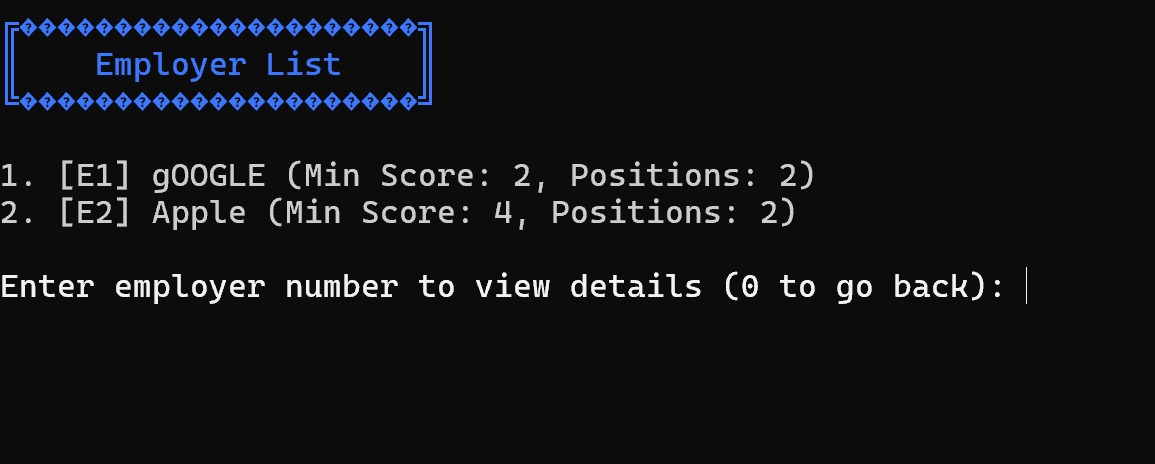 ╔����������������������╗
║    Employer List    ║
╚����������������������╝
1. [E1] gOOGLE (Min Score: 2, Positions: 2)
2. [E2] Apple (Min Score: 4, Positions: 2)
Enter employer number to view details (0 to go back):